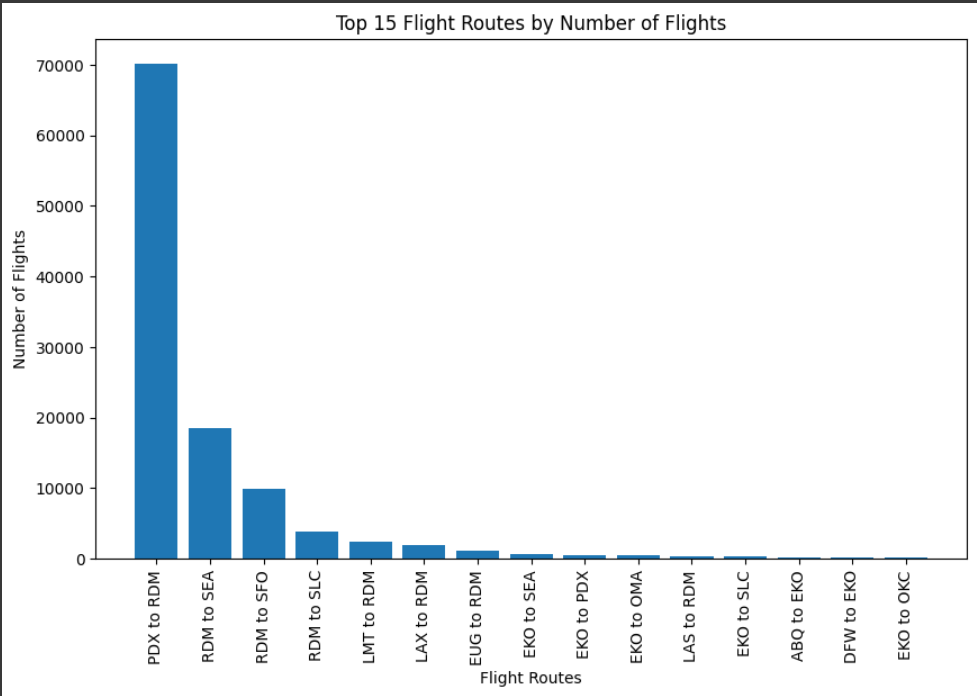 Top 15 Flight Routes by Number of Flights
Number of Flights
70000
60000
50000
40000
30000
20000
10000
0
PDX to RDM
RDM to SEA
RDM to SFO
RDM to SLC
LMT to RDM
LAX to RDM
EUG to RDM
EKO to SEA
EKO to PDX
EKO to OMA
LAS to RDM
EKO to SLC
ABQ to EKO
DFW to EKO
EKO to OKC
Flight Routes